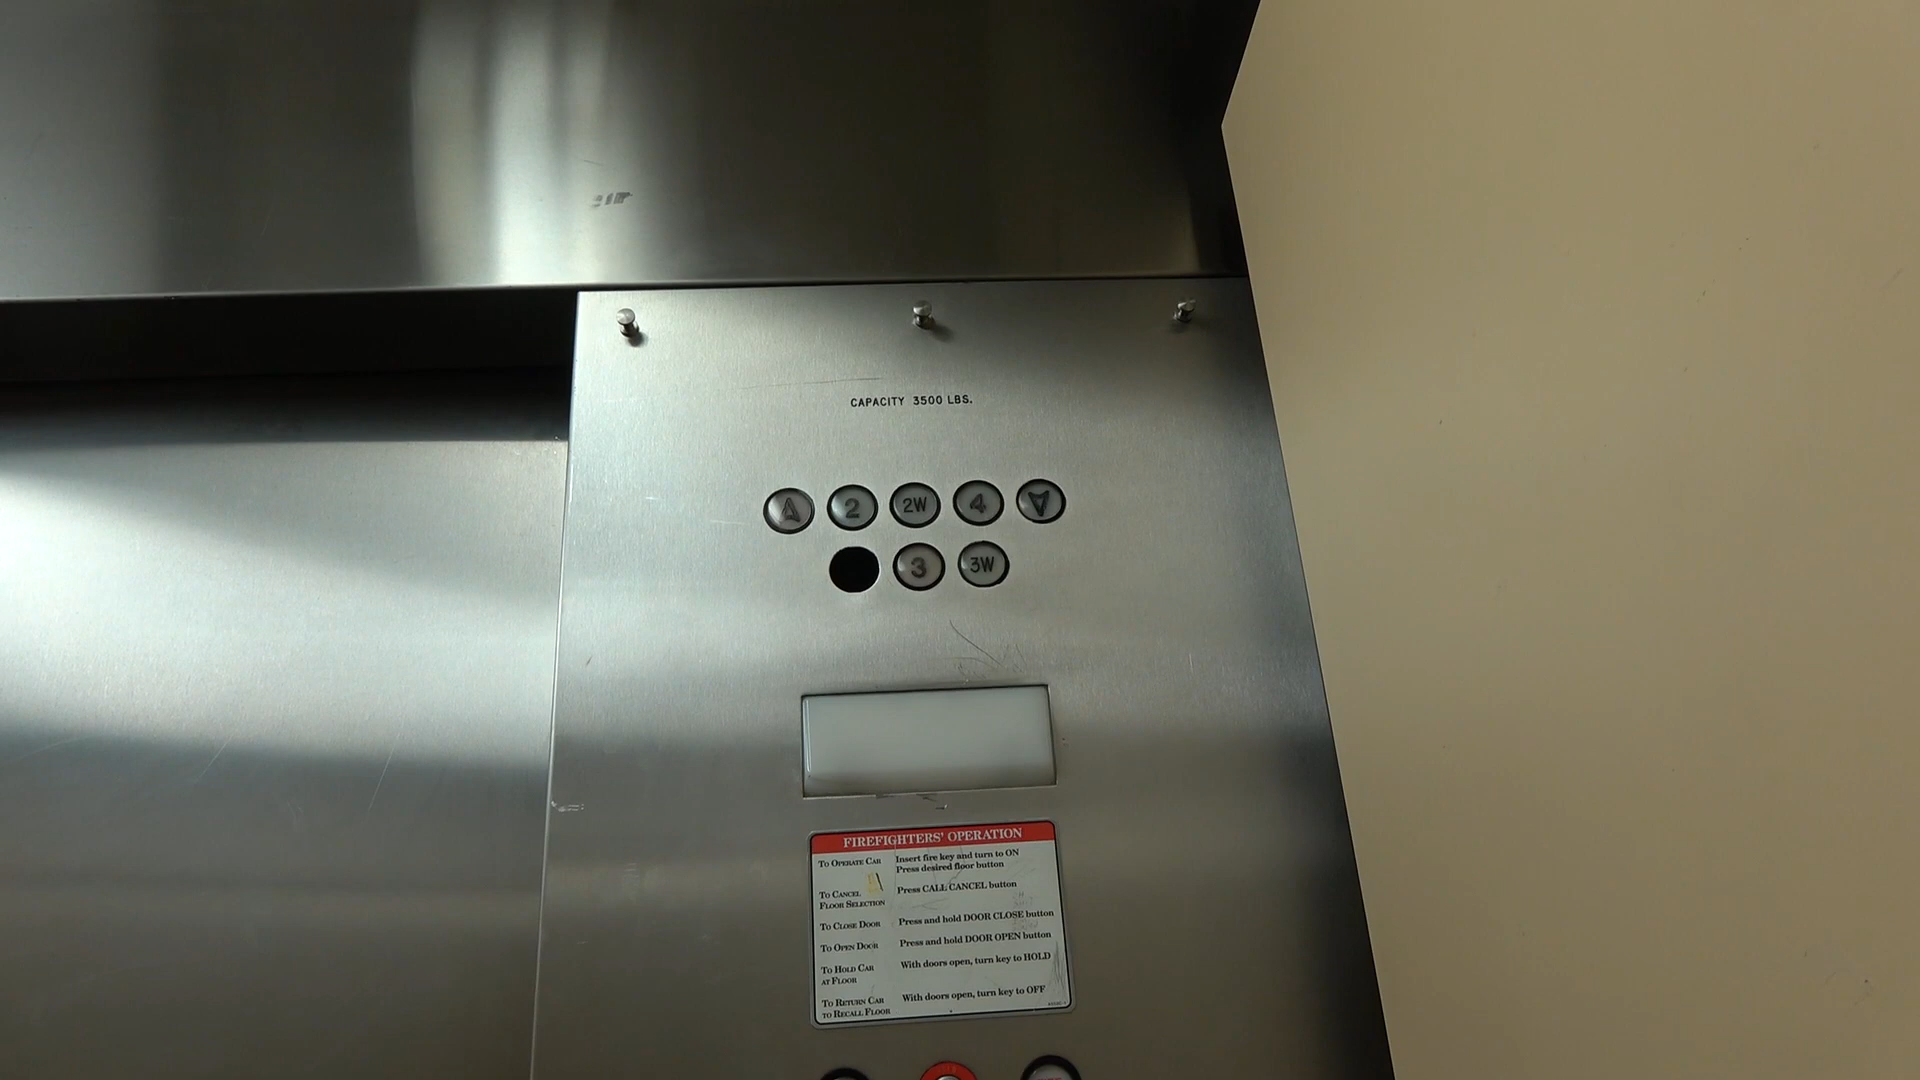 CAPACITY 3500 LBS.
2 2W 4
3 3W
FIREFIGHTERS' OPERATION
TO OPERATE CAR Insert fire key and turn to ON
Press desired floor button
TO CANCEL Press CALL CANCEL button
FLOOR SELECTION
TO CLOSE DOOR Press and hold DOOR CLOSE button
TO OPEN DOOR Press and hold DOOR OPEN button
TO HOLD CAR With doors open, turn key to HOLD
AT FLOOR
TO RETURN CAR With doors open, turn key to OFF
TO RECALL FLOOR